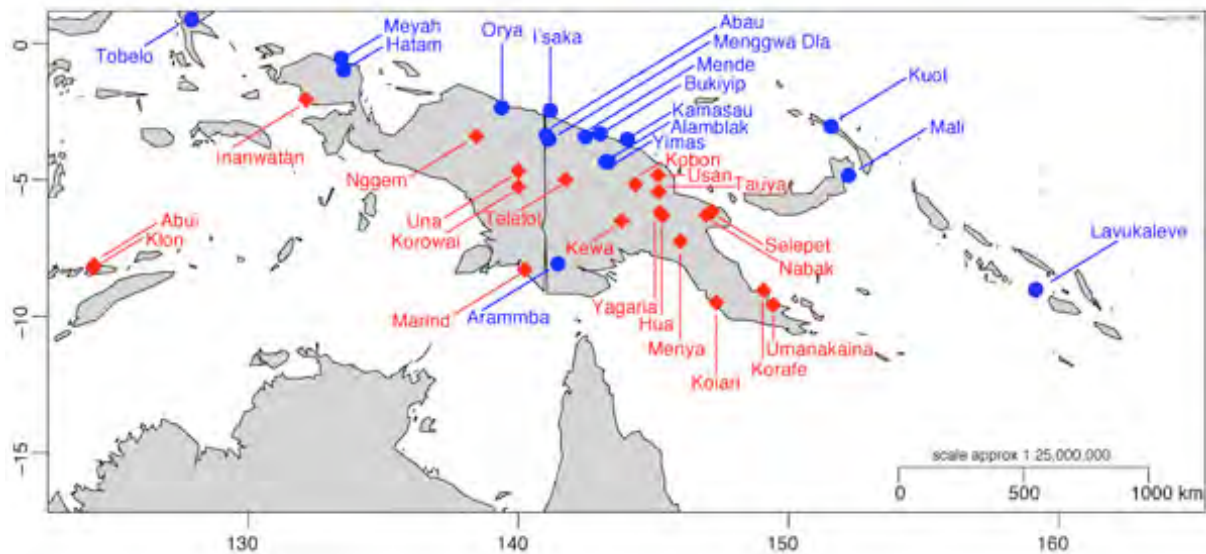 0
-5
-10
-15
130
140
150
160
Tobelo
Meyah
Hatam
Orya
I'saka
Abau
Menggwa Dla
Mende
Bukiyip
Kamasau
Alamblak
Yimas
Kobon
Usan
Tauya
Kuot
Mali
Inanwatan
Nggem
Una
Korowai
Telefol
Kewa
Selepet
Nabak
Abui
Klon
Lavukaleve
Marind
Arammba
Yagaria
Hua
Menya
Koiari
Umanakaina
Korafe
scale approx 1:25,000,000
0 500 1000 km